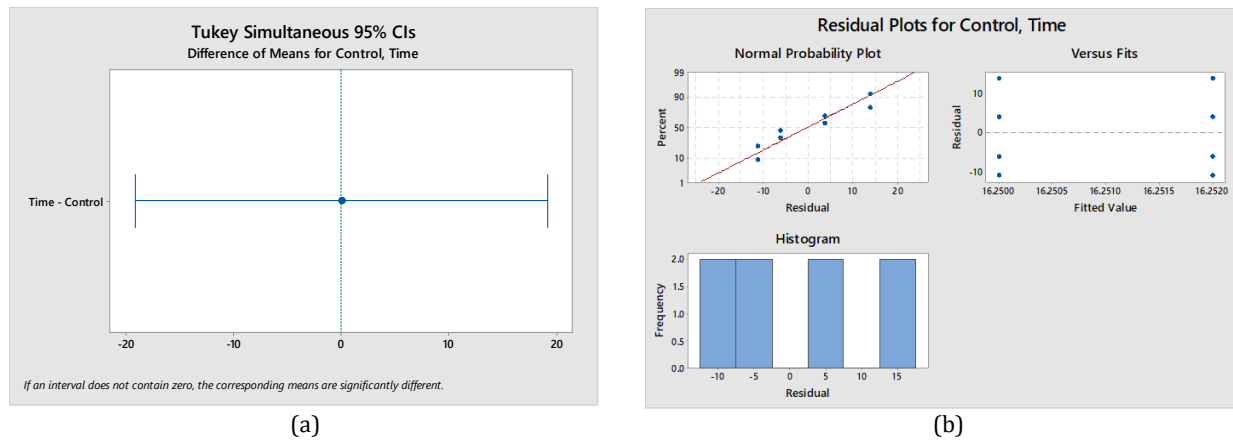 Tukey Simultaneous 95% CIs
Difference of Means for Control, Time
Time - Control
-20 -10 0 10 20
If an interval does not contain zero, the corresponding means are significantly different.
(a)
Residual Plots for Control, Time
Normal Probability Plot
99
90
50
10
1
Percent
-20 -10 0 10 20
Residual
Versus Fits
10
0
-10
Residual
16.2500 16.2505 16.2510 16.2515 16.2520
Fitted Value
Histogram
2.0
1.5
1.0
0.5
0.0
Frequency
-10 -5 0 5 10 15
Residual
(b)